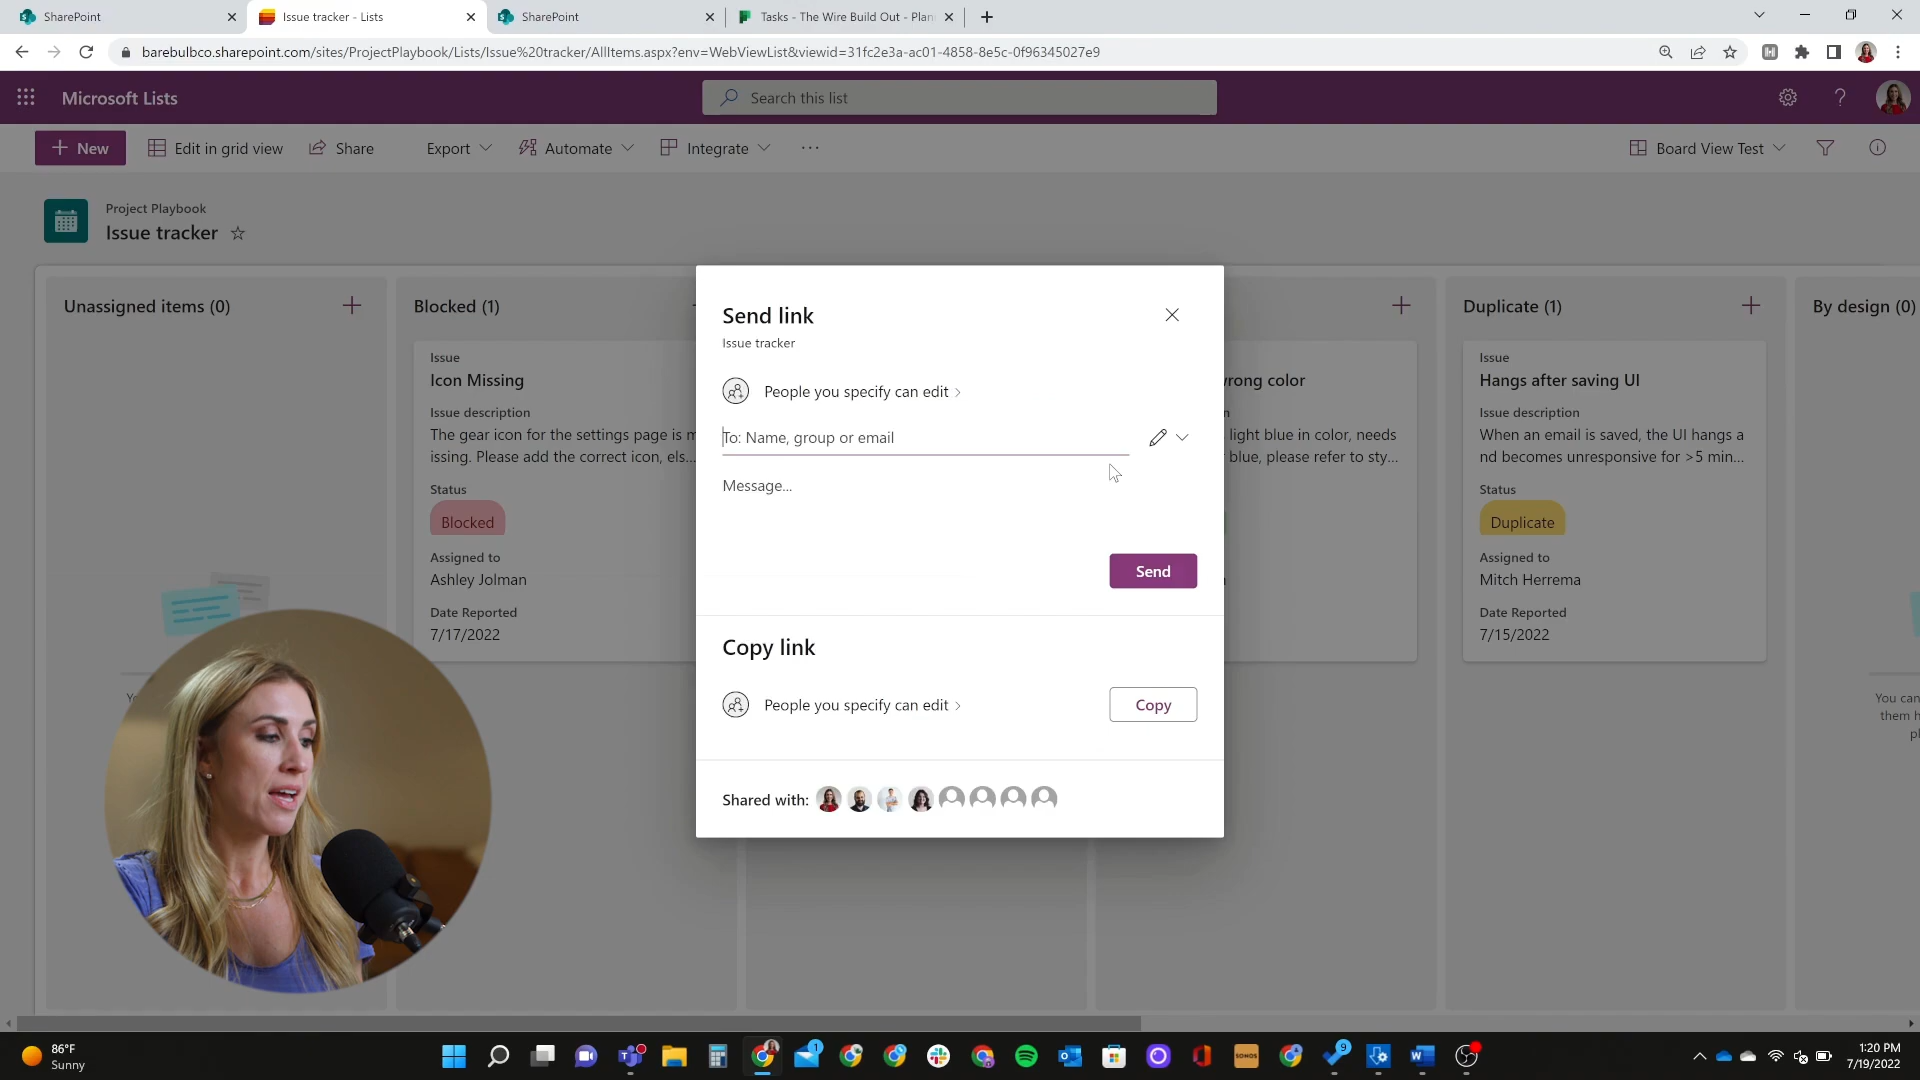 SharePoint
Issue tracker - Lists
SharePoint
Tasks - The Wire Build Out - Plan
barebulbco.sharepoint.com/sites/ProjectPlaybook/Lists/Issue%20tracker/AllItems.aspx?env=WebViewList&viewid=31fc2e3a-ac01-4858-8e5c-0f96345027e9
Microsoft Lists
Search this list
New
Edit in grid view
Share
Export
Automate
Integrate
Board View Test
Project Playbook
Issue tracker
Unassigned items (0)
Blocked (1)
Issue
Icon Missing
Issue description
The gear icon for the settings page is m
issing. Please add the correct icon, els...
Status
Blocked
Assigned to
Ashley Jolman
Date Reported
7/17/2022
Send link
Issue tracker
People you specify can edit
To: Name, group or email
Message...
Send
Copy link
People you specify can edit
Copy
Shared with:
rong color
light blue in color, needs
blue, please refer to sty...
Duplicate (1)
Issue
Hangs after saving UI
Issue description
When an email is saved, the UI hangs a
nd becomes unresponsive for >5 min...
Status
Duplicate
Assigned to
Mitch Herrema
Date Reported
7/15/2022
By design (0)
You can
them h
pl
86°F
Sunny
1
SONOS
9
1:20 PM
7/19/2022